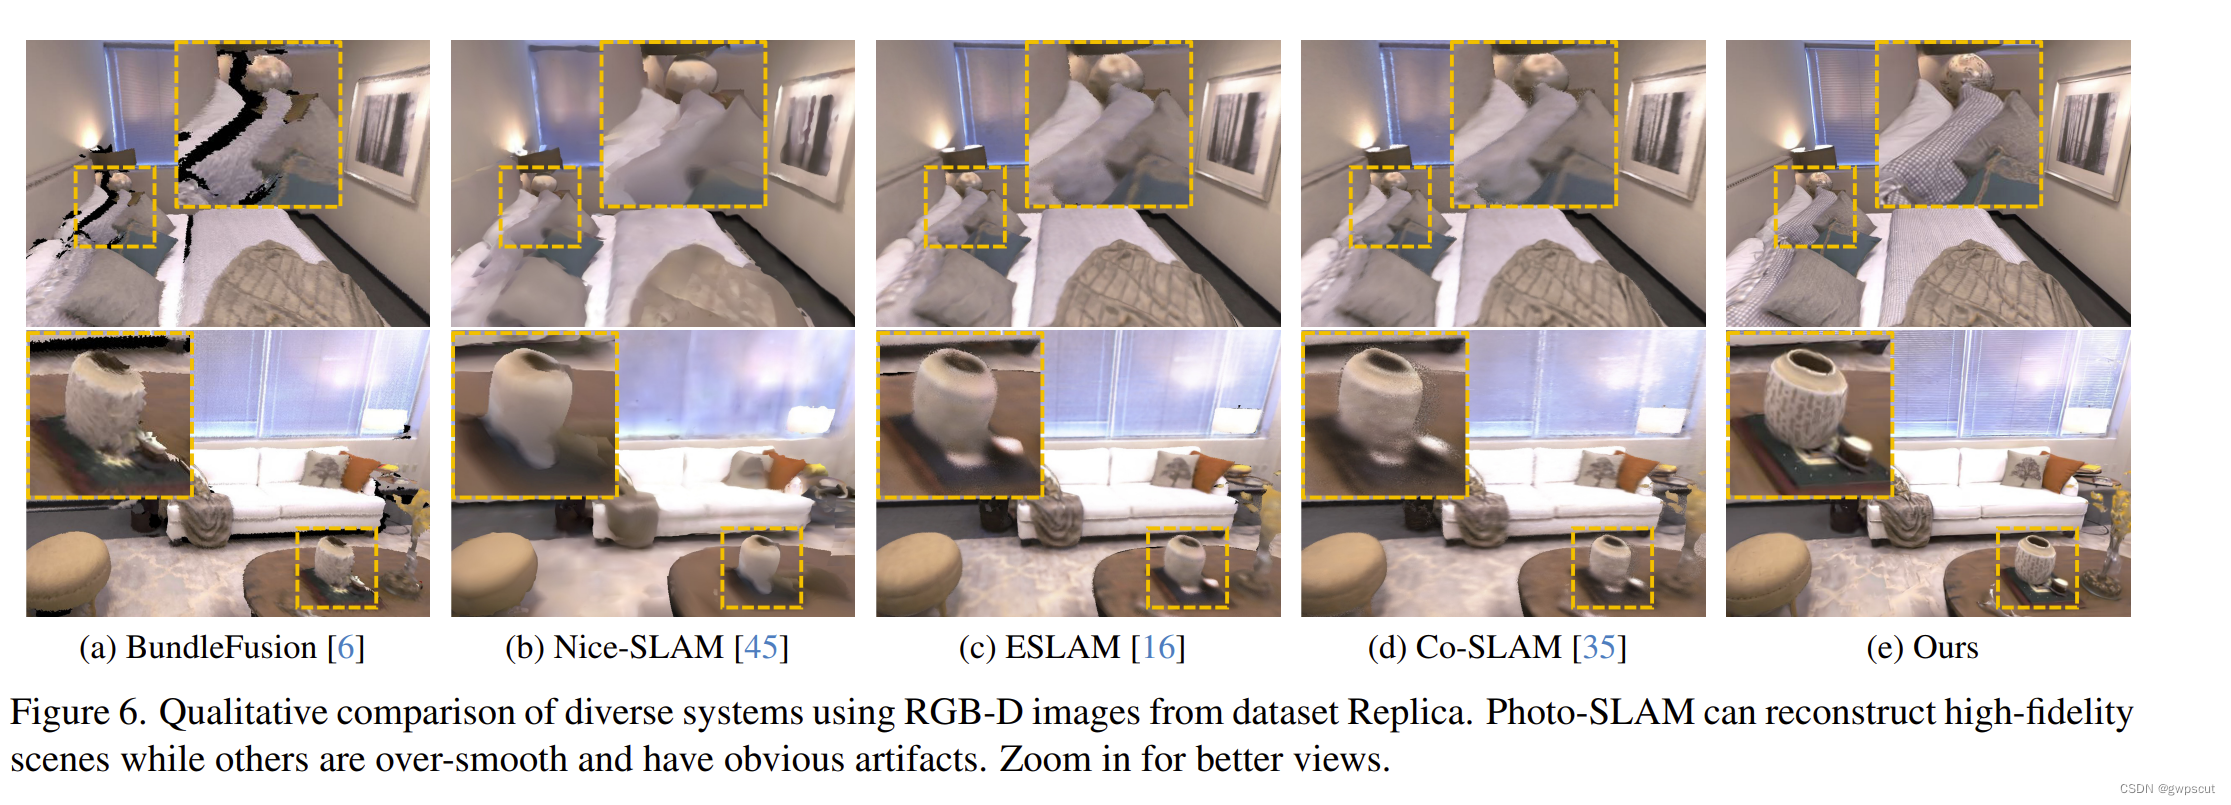 (a) BundleFusion [6]
(b) Nice-SLAM [45]
(c) ESLAM [16]
(d) Co-SLAM [35]
(e) Ours
Figure 6. Qualitative comparison of diverse systems using RGB-D images from dataset Replica. Photo-SLAM can reconstruct high-fidelity
scenes while others are over-smooth and have obvious artifacts. Zoom in for better views.
CSDN @gwpscut